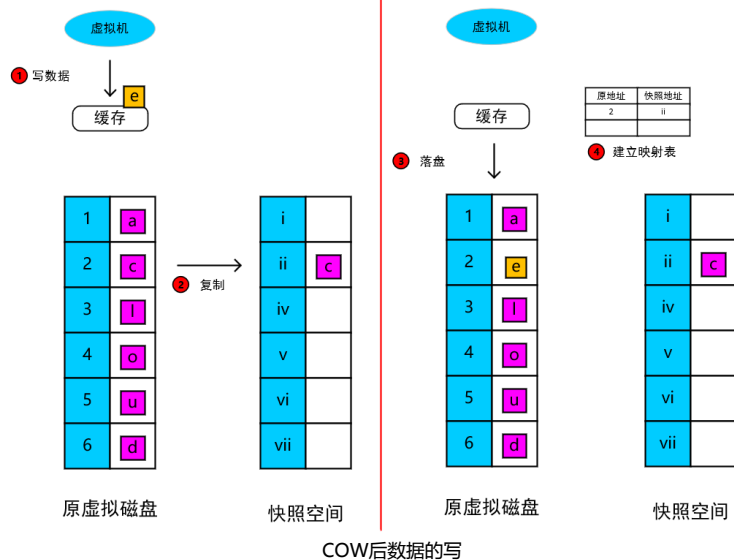 虚拟机
1 写数据
e
缓存
1 a
2 c
3 l
4 o
5 u
6 d
2 复制
i
ii c
iv
v
vi
vii
原虚拟磁盘
快照空间
虚拟机
缓存
3 落盘
原地址 快照地址
2 ii
4 建立映射表
1 a
2 e
3 l
4 o
5 u
6 d
i
ii c
iv
v
vi
vii
原虚拟磁盘
快照空间
COW后数据的写